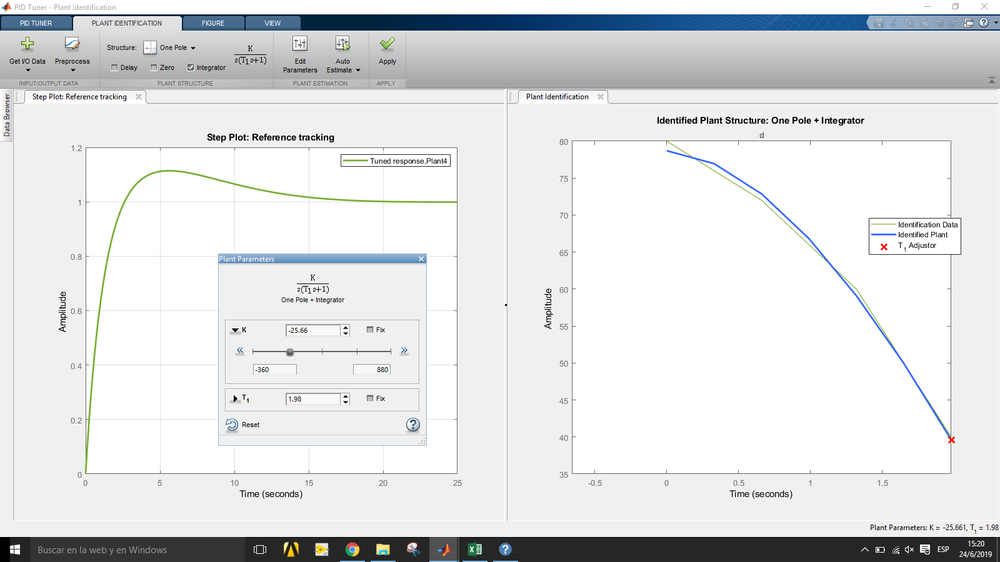 PID Tuner - Plant Identification
PID TUNER
PLANT IDENTIFICATION
FIGURE
VIEW
Get I/O Data
Preprocess
INPUT/OUTPUT DATA
Structure:
One Pole
Delay
Zero
Integrator
K
s(T1s+1)
PLANT STRUCTURE
Edit
Parameters
Auto
Estimate
PLANT ESTIMATION
Apply
APPLY
Data Browser
Step Plot: Reference tracking
Step Plot: Reference tracking
Tuned response,Plant4
1.2
1
0.8
0.6
0.4
0.2
0
Amplitude
0
5
10
15
20
25
Time (seconds)
Plant Parameters
K
s(T1s+1)
One Pole + Integrator
K
-25.66
Fix
-360
880
T1
1.98
Fix
Reset
Plant Identification
Identified Plant Structure: One Pole + Integrator
d
80
75
70
65
60
55
50
45
40
35
Amplitude
Identification Data
Identified Plant
T1 Adjustor
-0.5
0
0.5
1
1.5
Time (seconds)
Plant Parameters: K = -25.661, T1 = 1.98
Buscar en la web y en Windows
ESP
15:20
24/6/2019